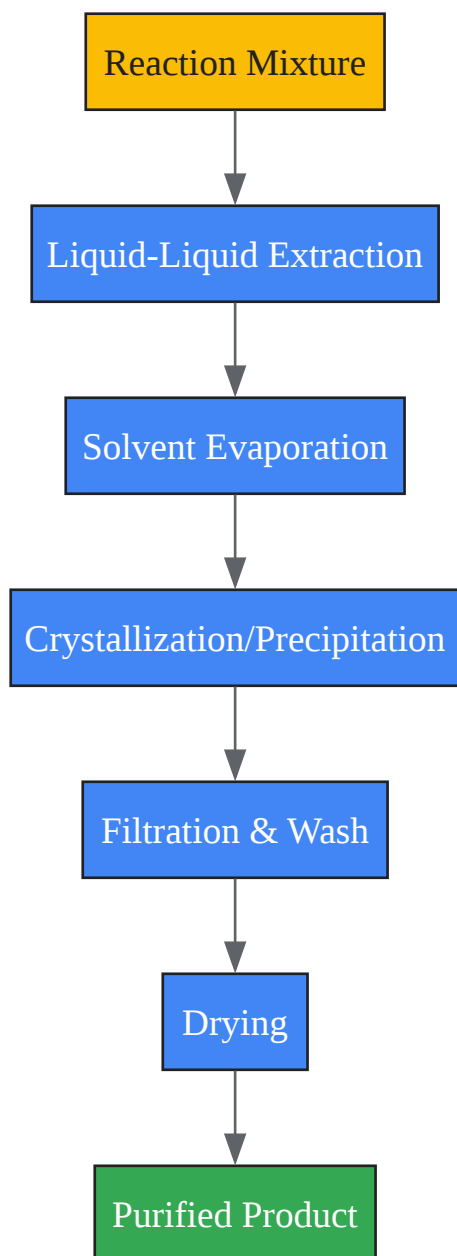 Reaction Mixture
Liquid-Liquid Extraction
Solvent Evaporation
Crystallization/Precipitation
Filtration & Wash
Drying
Purified Product